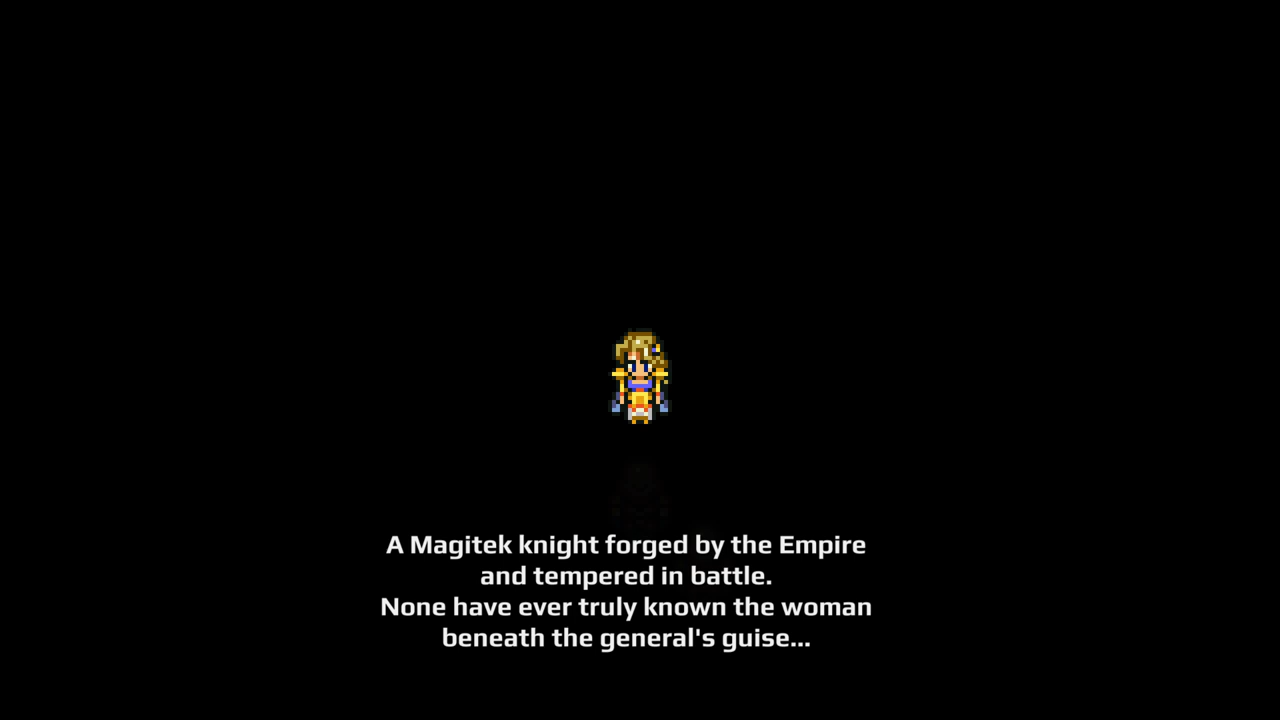 A Magitek knight forged by the Empire
and tempered in battle.
None have ever truly known the woman
beneath the general's guise...